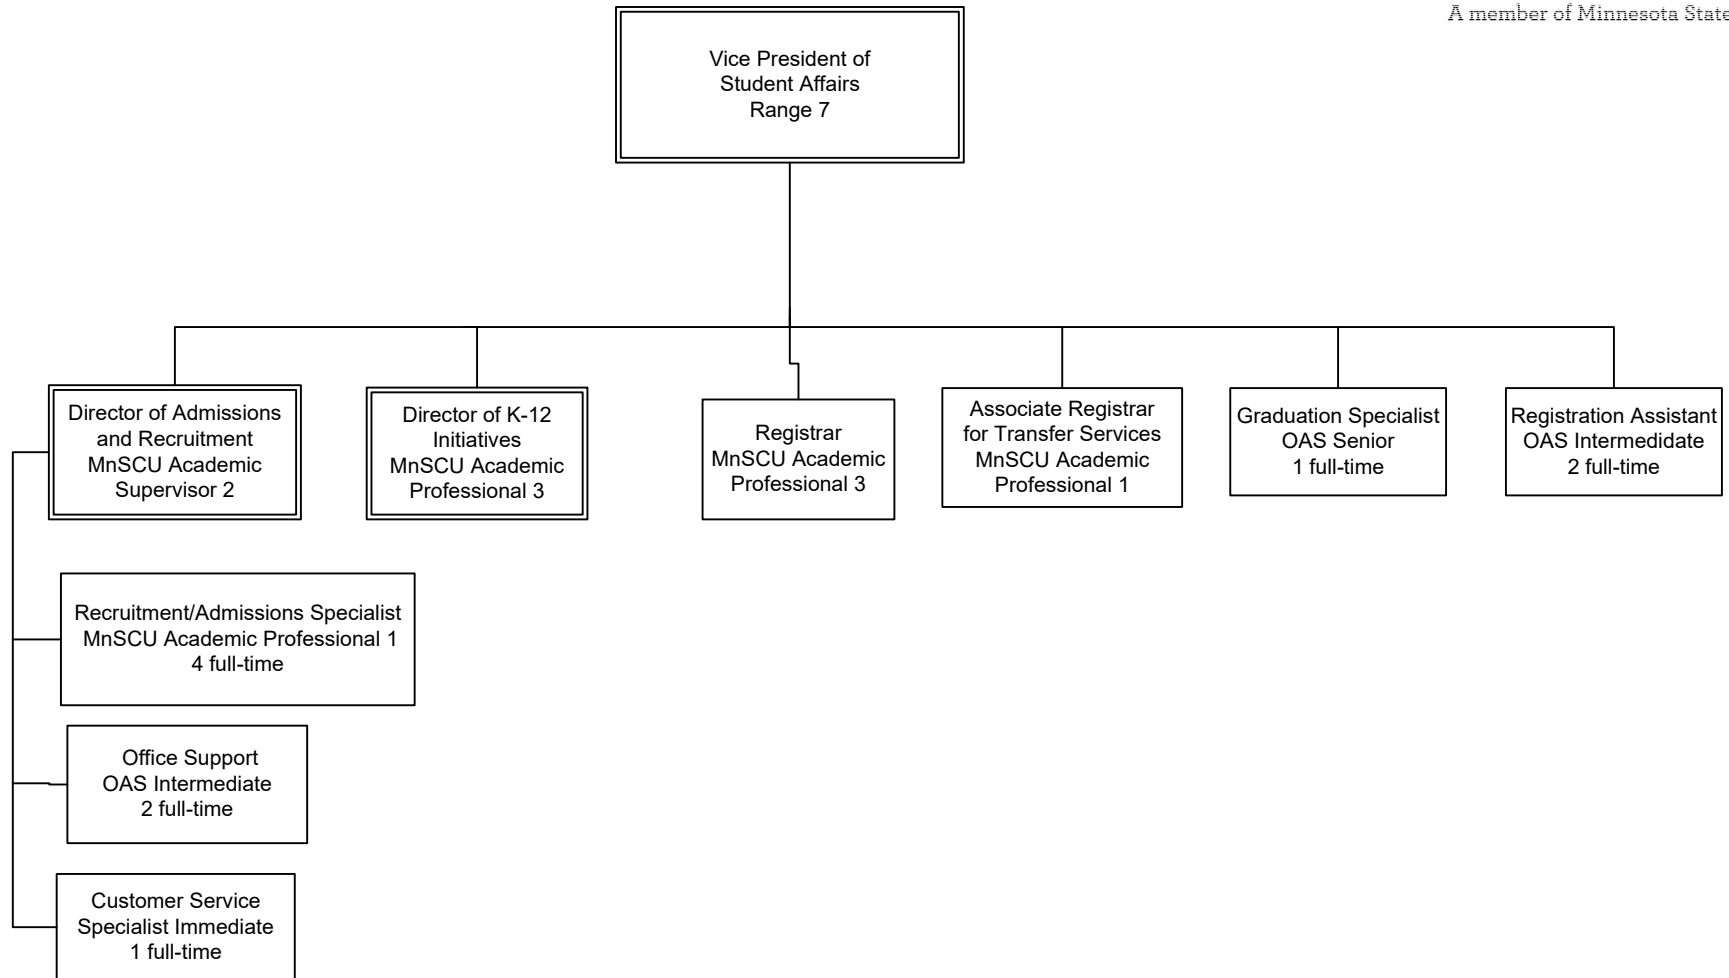 A member of Minnesota State
Vice President of
Student Affairs
Range 7
Director of Admissions
and Recruitment
MnSCU Academic
Supervisor 2
Director of K-12
Initiatives
MnSCU Academic
Professional 3
Registrar
MnSCU Academic
Professional 3
Associate Registrar
for Transfer Services
MnSCU Academic
Professional 1
Graduation Specialist
OAS Senior
1 full-time
Registration Assistant
OAS Intermedidate
2 full-time
Recruitment/Admissions Specialist
MnSCU Academic Professional 1
4 full-time
Office Support
OAS Intermediate
2 full-time
Customer Service
Specialist Immediate
1 full-time